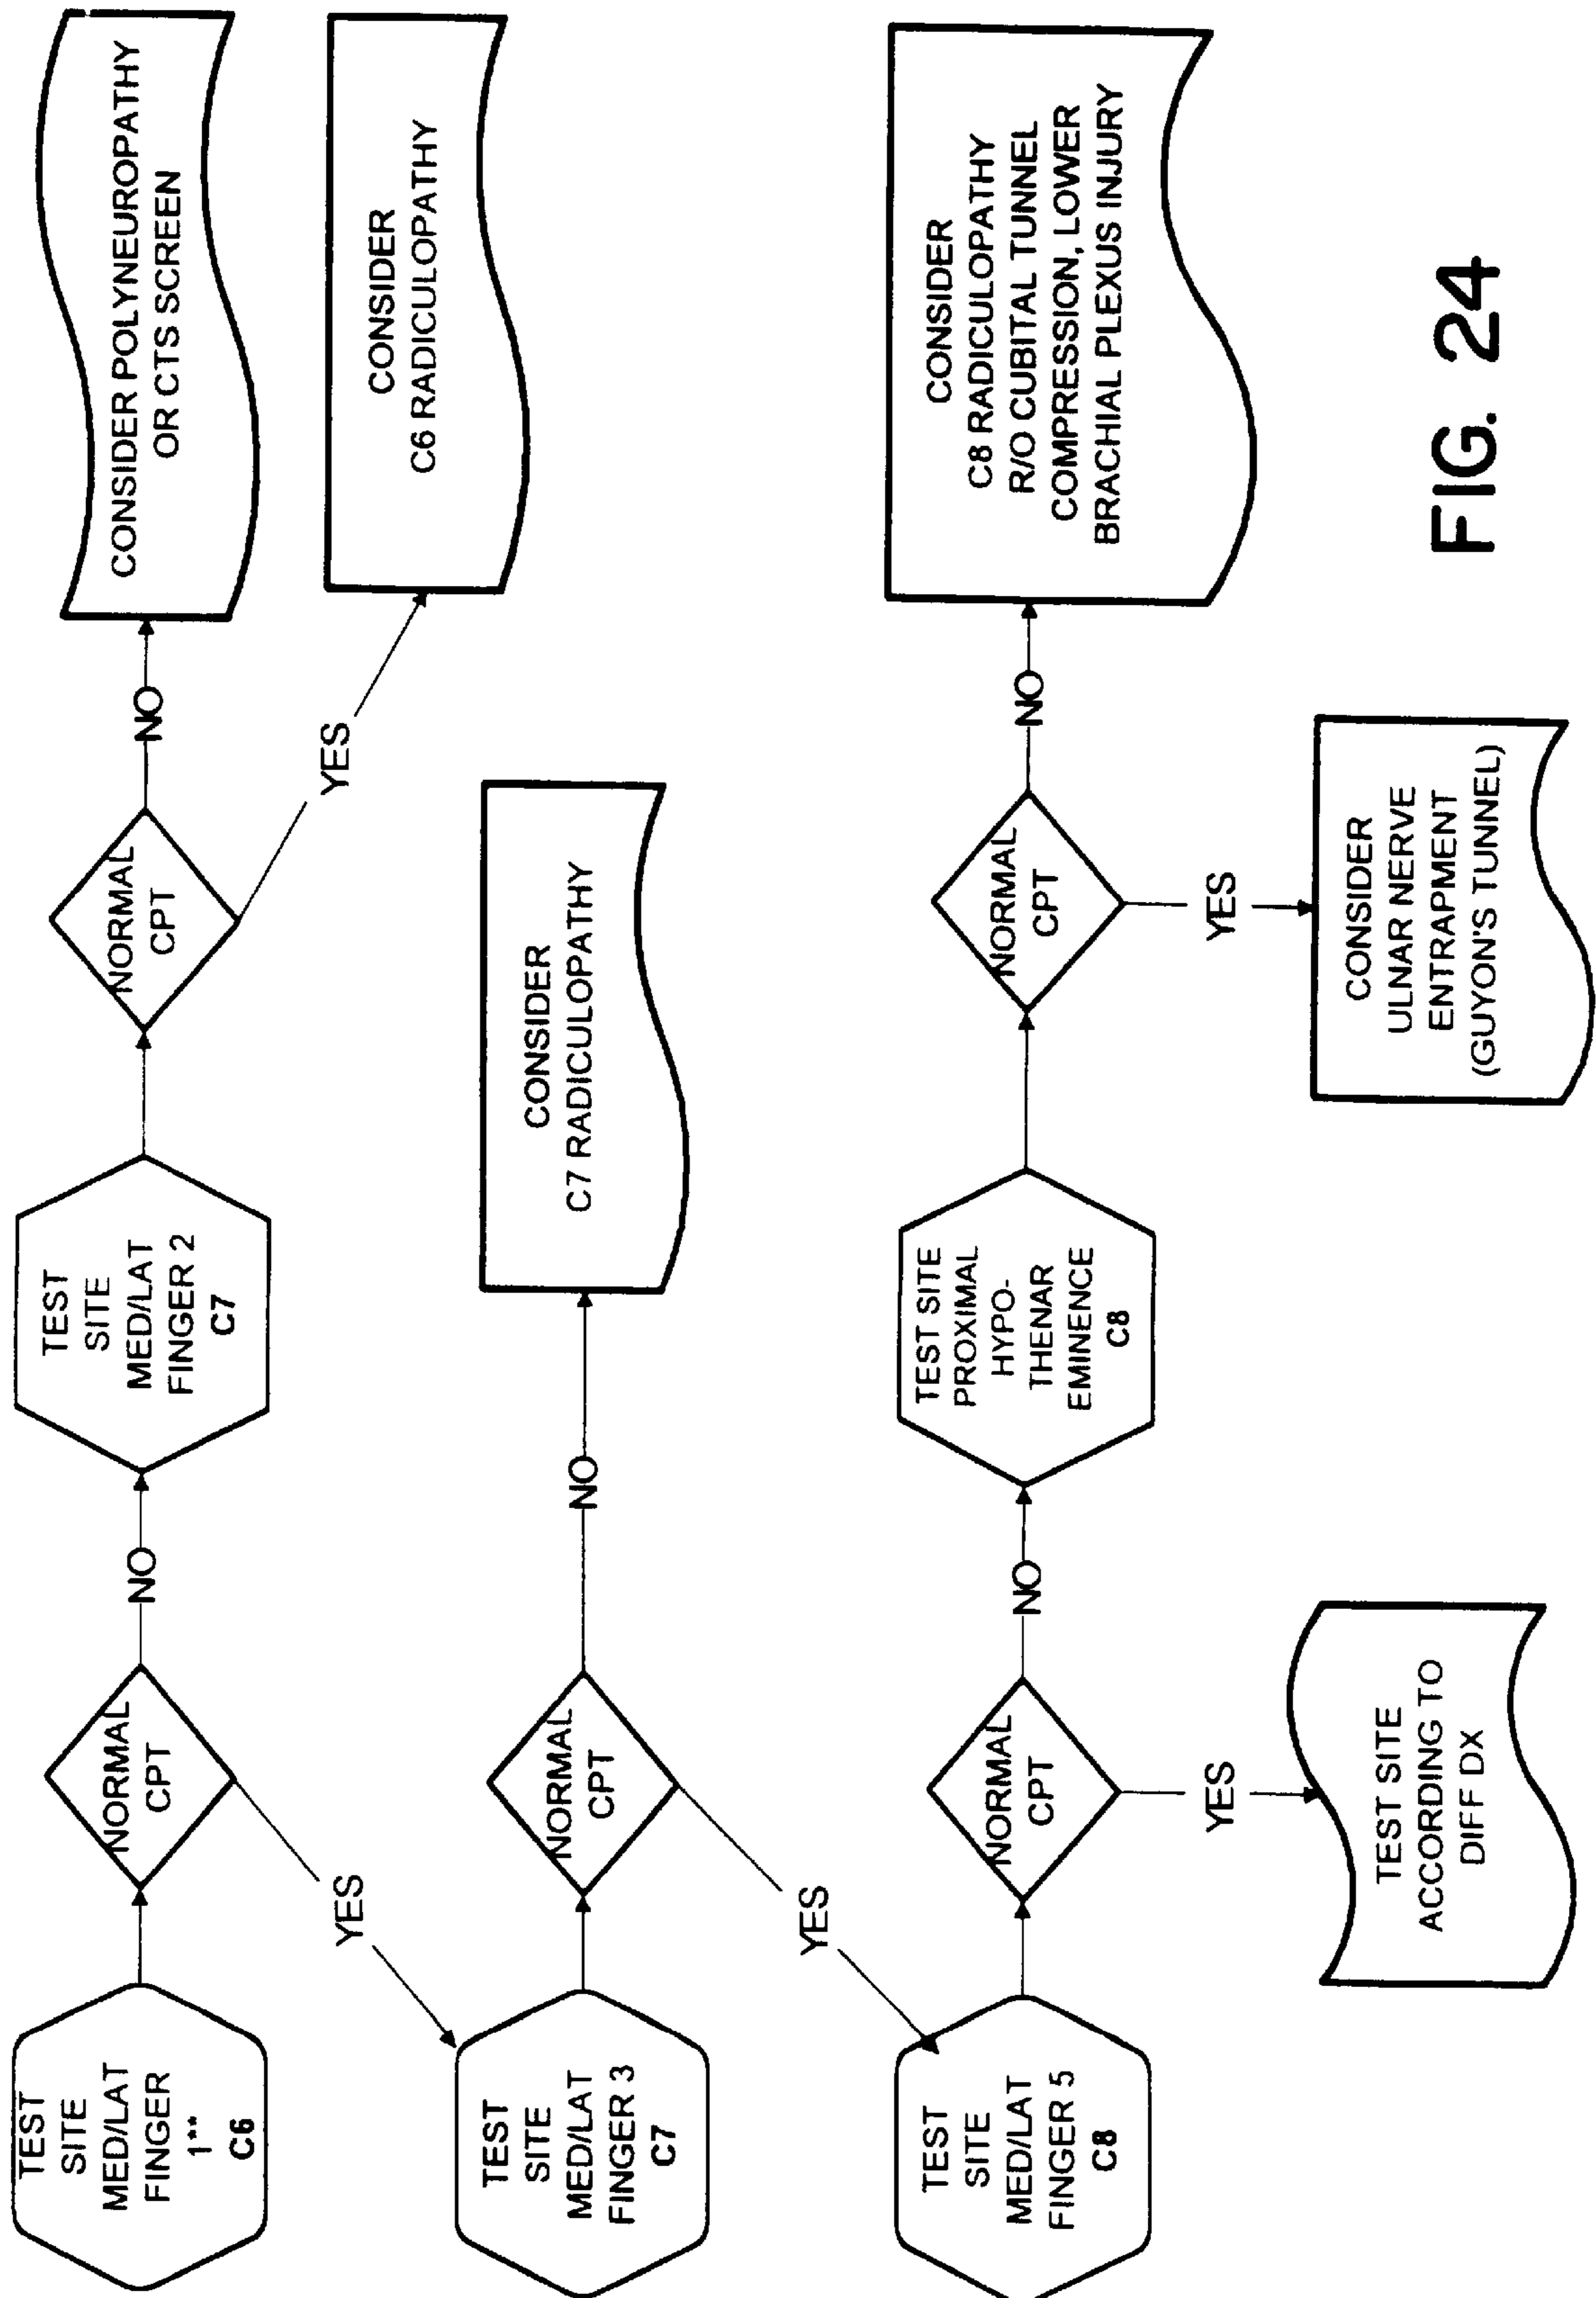 TEST
SITE
MED/LAT
FINGER
1**
C6
NORMAL
CPT
NO
YES
TEST
SITE
MED/LAT
FINGER 2
C7
NORMAL
CPT
NO
YES
CONSIDER POLYNEUROPATHY
OR CTS SCREEN
CONSIDER
C6 RADICULOPATHY
TEST
SITE
MED/LAT
FINGER 3
C7
NORMAL
CPT
NO
YES
CONSIDER
C7 RADICULOPATHY
TEST
SITE
MED/LAT
FINGER 5
C8
NORMAL
CPT
NO
YES
TEST SITE
ACCORDING TO
DIFF DX
TEST SITE
PROXIMAL
HYPO-
THENAR
EMINENCE
C8
NORMAL
CPT
NO
YES
CONSIDER
ULNAR NERVE
ENTRAPMENT
(GUYON'S TUNNEL)
CONSIDER
C8 RADICULOPATHY
R/O CUBITAL TUNNEL
COMPRESSION, LOWER
BRACHIAL PLEXUS INJURY
FIG. 24